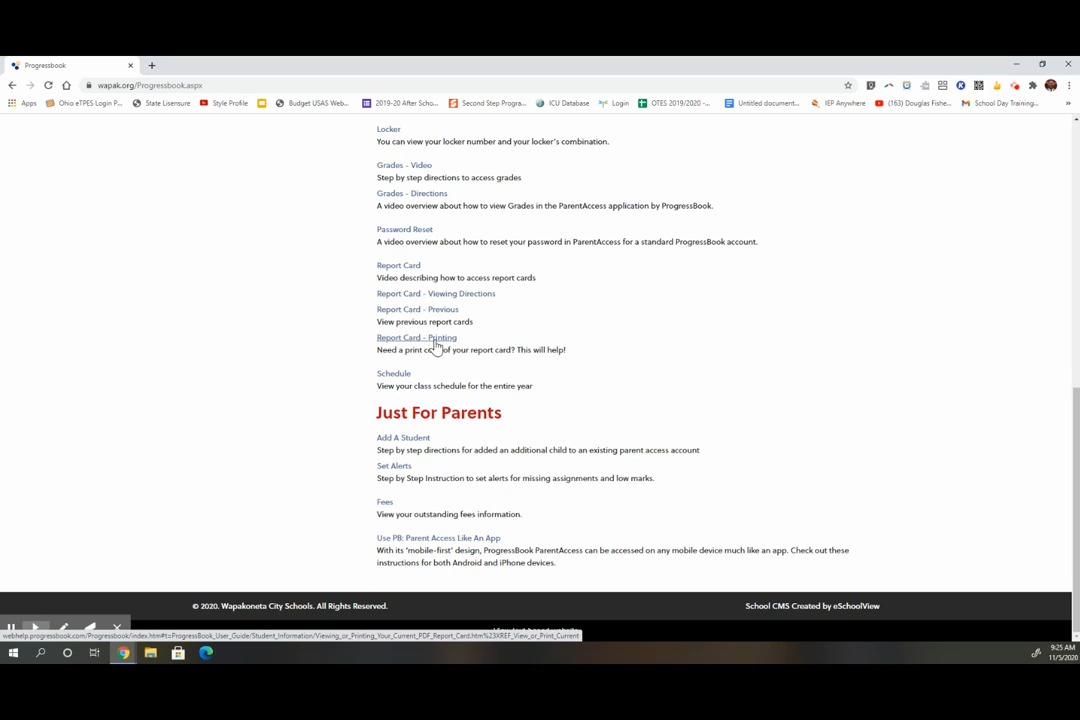 Progressbook
wapak.org/Progressbook.aspx
Apps Ohio eTPES Login P... State Lisensure Style Profile Budget USAS Web... 2019-20 After Scho... Second Step Progra... ICU Database Login OTES 2019/2020 -... Untitled document... IEP Anywhere (163) Douglas Fishe... School Day Training...
Locker
You can view your locker number and your locker's combination.
Grades - Video
Step by step directions to access grades
Grades - Directions
A video overview about how to view Grades in the ParentAccess application by ProgressBook.
Password Reset
A video overview about how to reset your password in ParentAccess for a standard ProgressBook account.
Report Card
Video describing how to access report cards
Report Card - Viewing Directions
Report Card - Previous
View previous report cards
Report Card - Printing
Need a print of your report card? This will help!
Schedule
View your class schedule for the entire year
Just For Parents
Add A Student
Step by step directions for added an additional child to an existing parent access account
Set Alerts
Step by Step Instruction to set alerts for missing assignments and low marks.
Fees
View your outstanding fees information.
Use PB: Parent Access Like An App
With its 'mobile-first' design, ProgressBook ParentAccess can be accessed on any mobile device much like an app. Check out these
instructions for both Android and iPhone devices.
© 2020. Wapakoneta City Schools. All Rights Reserved.
School CMS Created by eSchoolView
webhelp.progressbook.com/Progressbook/index.htm#t=ProgressBook_User_Guide/Student_Information/Viewing_or_Printing_Your_Current_PDF_Report_Card.htm%23XREF_View_or_Print_Current
9:25 AM
11/5/2020